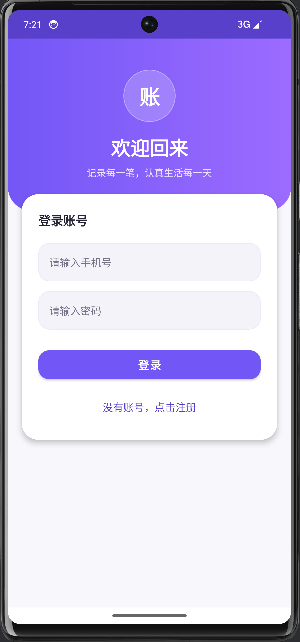 7:21
3G
账
欢迎回来
记录每一笔，认真生活每一天
登录账号
请输入手机号
请输入密码
登录
没有账号，点击注册